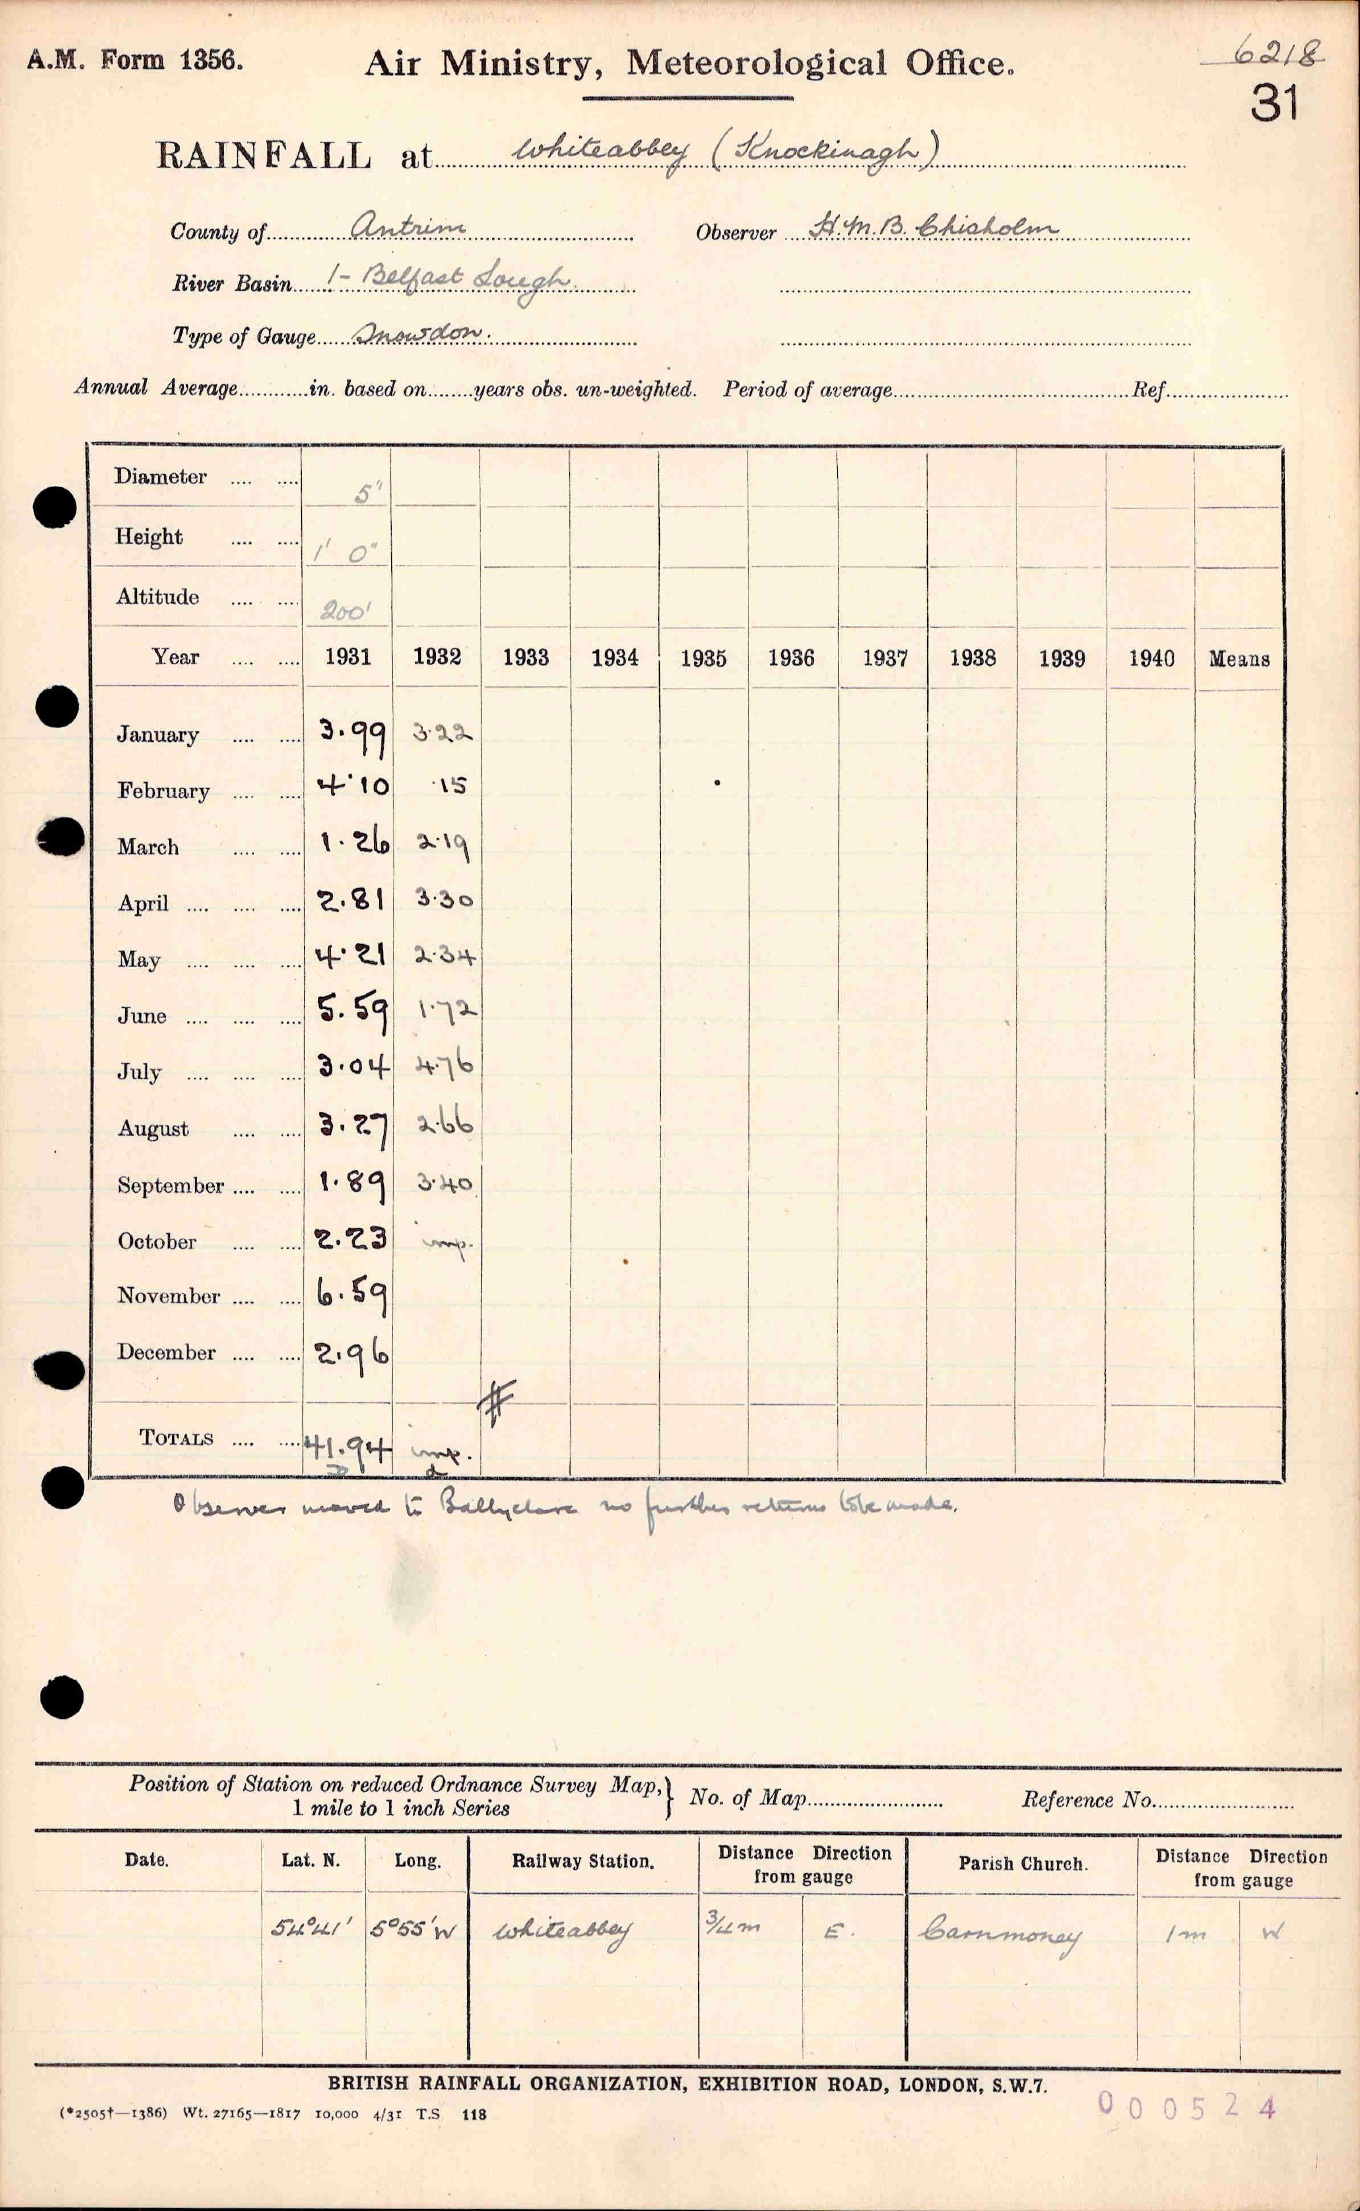 A.M. Form 1356.
Air Ministry, Meteorological Office.
6218
31
RAINFALL at Whiteabbey (Knockinagh)
County of Antrim Observer H.M.B. Chisholm
River Basin 1- Belfast Lough
Type of Gauge Snowdon.
Annual Average............in. based on........years obs. un-weighted. Period of average........................Ref.....................
Diameter .... .... 5"
Height .... .... 1' 0"
Altitude .... .... 200'
Year .... .... 1931 1932 1933 1934 1935 1936 1937 1938 1939 1940 Means
January .... .... 3.99 3.22
February .... .... 4.10 .15
March .... .... 1.26 2.19
April .... .... .... 2.81 3.30
May .... .... .... 4.21 2.34
June .... .... .... 5.59 1.72
July .... .... .... 3.04 4.76
August .... .... 3.27 2.66
September .... .... 1.89 3.40
October .... .... 2.23 imp.
November .... .... 6.59
December .... .... 2.96
TOTALS .... .... 41.94 imp.
Observer moved to Ballyclare no further returns to be made.
Position of Station on reduced Ordnance Survey Map,} No. of Map........................ Reference No.........................
1 mile to 1 inch Series
Date. Lat. N. Long. Railway Station. Distance Direction from gauge Parish Church. Distance Direction from gauge
54°41' 5°55'W Whiteabbey 3/4 m E. Carnmoney 1 m W
BRITISH RAINFALL ORGANIZATION, EXHIBITION ROAD, LONDON, S.W.7.
(*2505†—1386) Wt. 27165—1817 10,000 4/31 T.S 118
000524